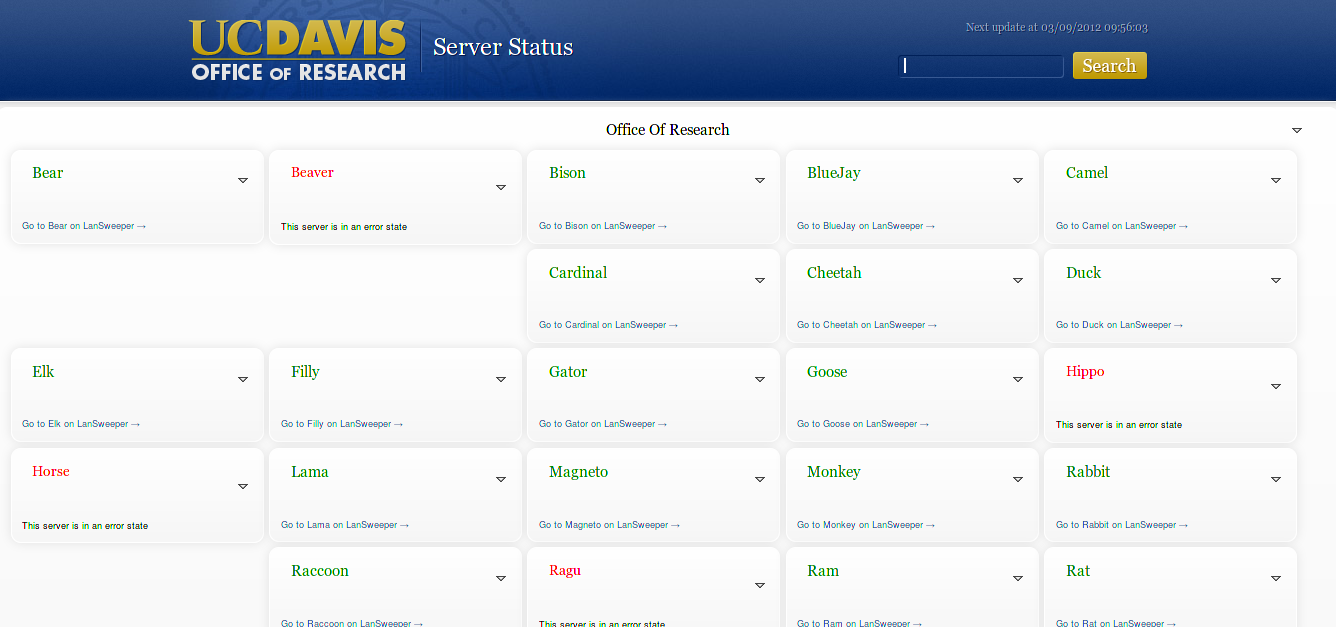 UCDAVIS
OFFICE OF RESEARCH
Server Status
Next update at 03/09/2012 09:56:03
Search
Office Of Research
Bear
Beaver
Bison
BlueJay
Camel
Go to Bear on LanSweeper →
This server is in an error state
Go to Bison on LanSweeper →
Go to BlueJay on LanSweeper →
Go to Camel on LanSweeper →
Cardinal
Cheetah
Duck
Go to Cardinal on LanSweeper →
Go to Cheetah on LanSweeper →
Go to Duck on LanSweeper →
Elk
Filly
Gator
Goose
Hippo
Go to Elk on LanSweeper →
Go to Filly on LanSweeper →
Go to Gator on LanSweeper →
Go to Goose on LanSweeper →
This server is in an error state
Horse
Lama
Magneto
Monkey
Rabbit
This server is in an error state
Go to Lama on LanSweeper →
Go to Magneto on LanSweeper →
Go to Monkey on LanSweeper →
Go to Rabbit on LanSweeper →
Raccoon
Ragu
Ram
Rat
Go to Raccoon on LanSweeper →
This server is in an error state
Go to Ram on LanSweeper →
Go to Rat on LanSweeper →